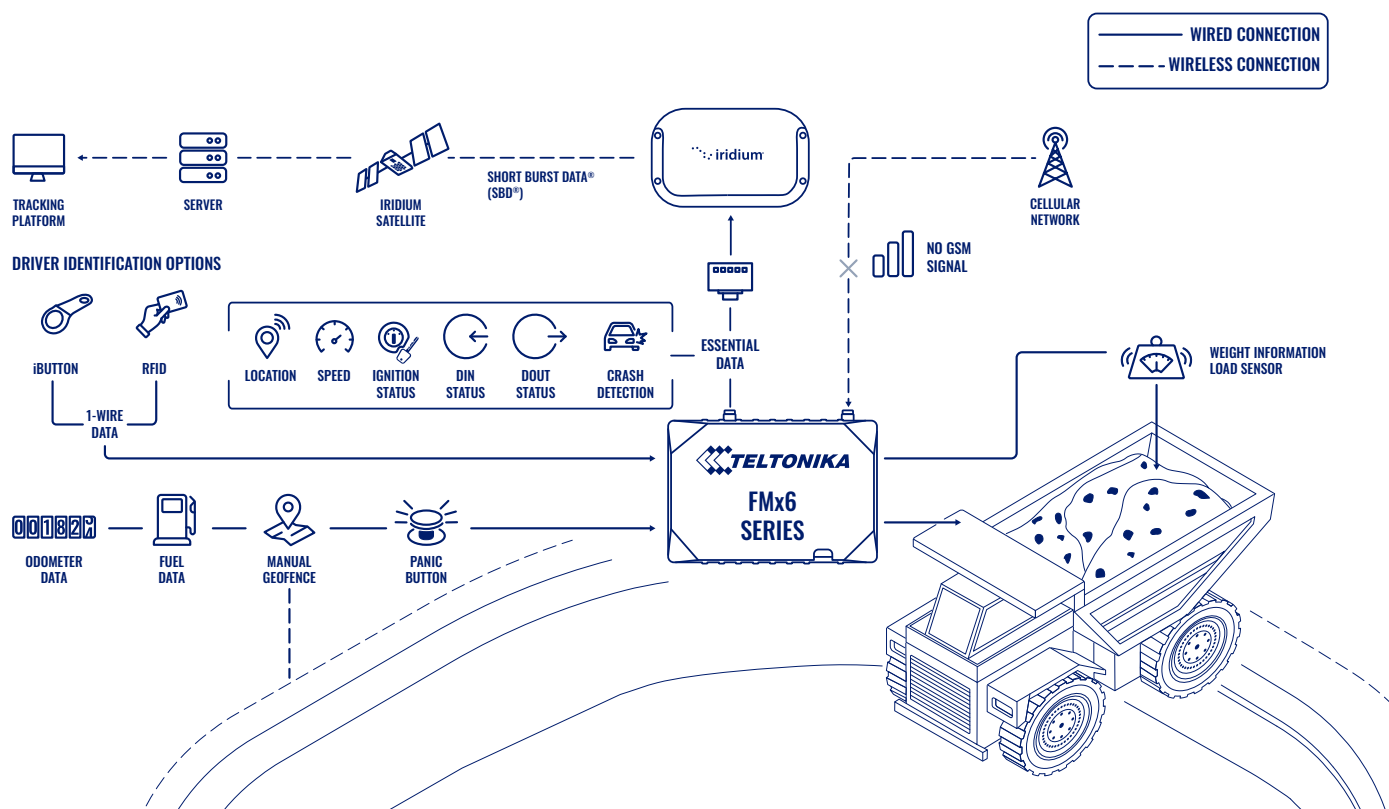 WIRED CONNECTION
WIRELESS CONNECTION
iridium
SHORT BURST DATA®
(SBD®)
TRACKING
PLATFORM
SERVER
IRIDIUM
SATELLITE
CELLULAR
NETWORK
NO GSM
SIGNAL
DRIVER IDENTIFICATION OPTIONS
iBUTTON
RFID
1-WIRE
DATA
LOCATION
SPEED
IGNITION
STATUS
DIN
STATUS
DOUT
STATUS
CRASH
DETECTION
ESSENTIAL
DATA
WEIGHT INFORMATION
LOAD SENSOR
TELTONIKA
FMx6
SERIES
00182
ODOMETER
DATA
FUEL
DATA
MANUAL
GEOFENCE
PANIC
BUTTON